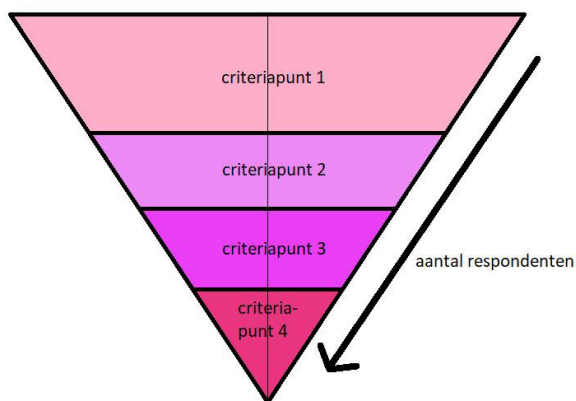 criteriapunt 1
criteriapunt 2
criteriapunt 3
aantal respondenten
criteria-
punt 4